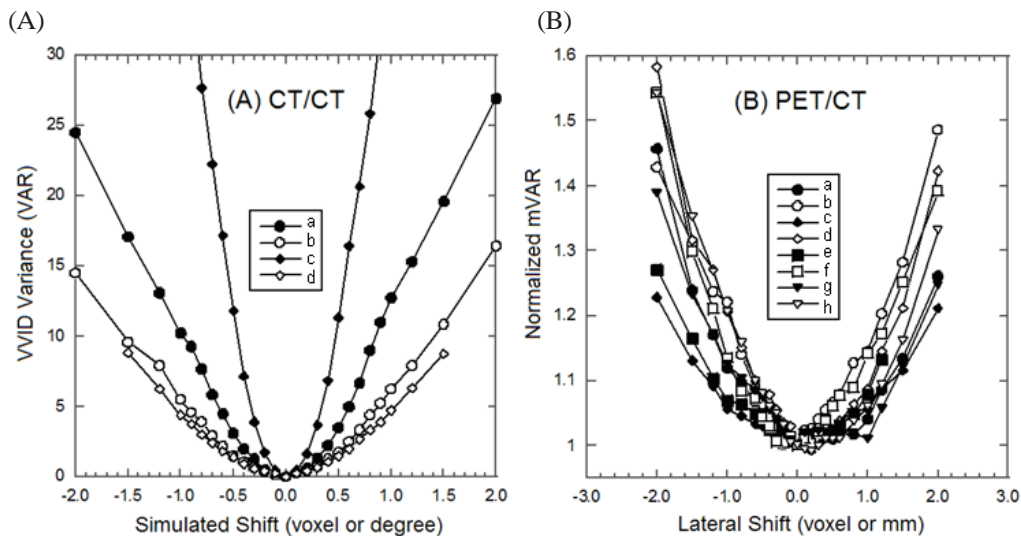 (A)
(B)
(A) CT/CT
VVID Variance (VAR)
30
25
20
15
10
5
0
a
b
c
d
-2.0 -1.5 -1.0 -0.5 0.0 0.5 1.0 1.5 2.0
Simulated Shift (voxel or degree)
(B) PET/CT
Normalized mVAR
1.6
1.5
1.4
1.3
1.2
1.1
1
a
b
c
d
e
f
g
h
-3.0 -2.0 -1.0 0.0 1.0 2.0 3.0
Lateral Shift (voxel or mm)